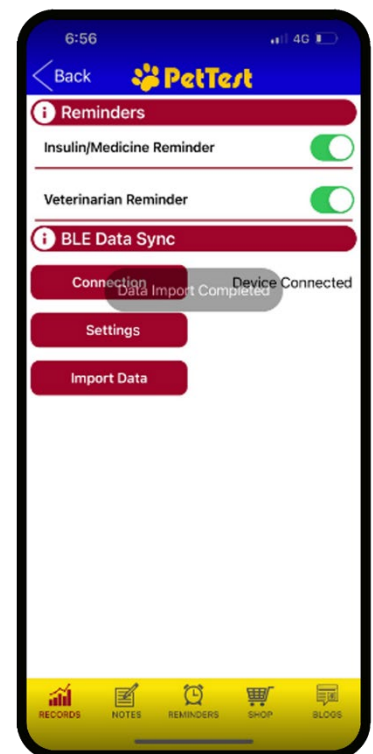 6:56
4G
Back
PetTest
i Reminders
Insulin/Medicine Reminder
Veterinarian Reminder
i BLE Data Sync
Connection
Device Connected
Data Import Completed
Settings
Import Data
RECORDS NOTES REMINDERS SHOP BLOGS